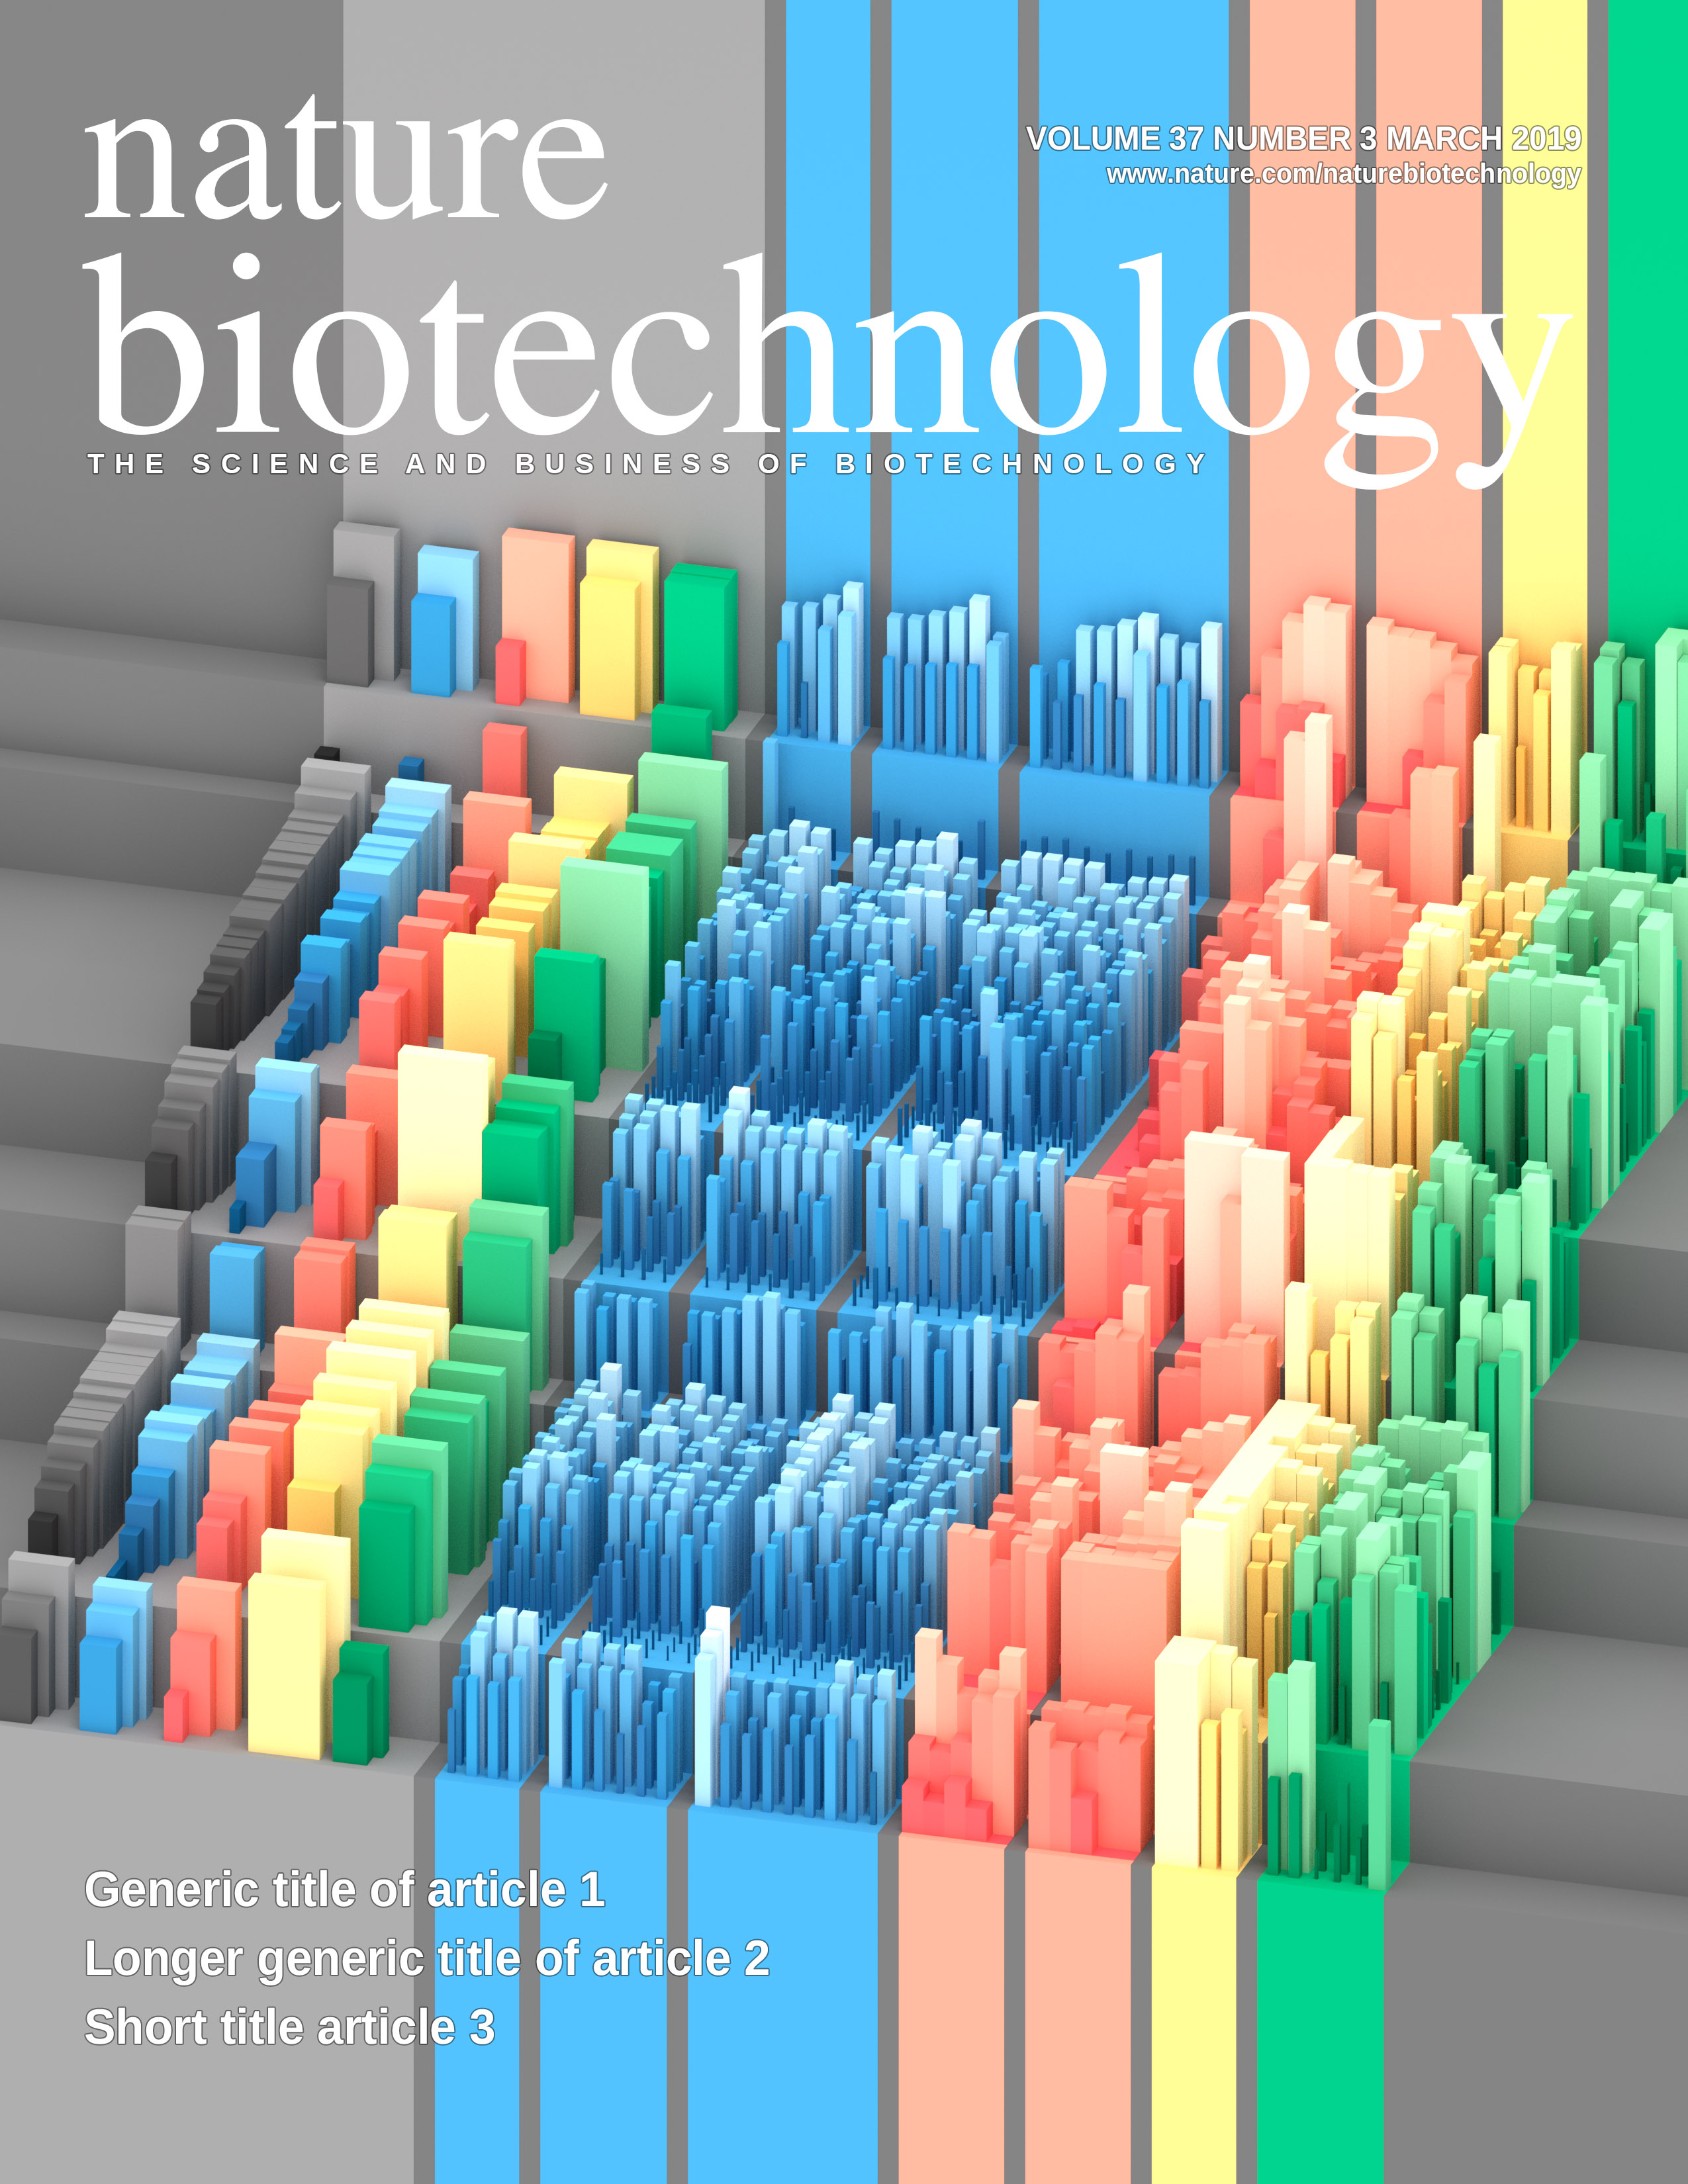 nature
VOLUME 37 NUMBER 3 MARCH 2019
www.nature.com/naturebiotechnology
biotechnology
THE SCIENCE AND BUSINESS OF BIOTECHNOLOGY
Generic title of article 1
Longer generic title of article 2
Short title article 3